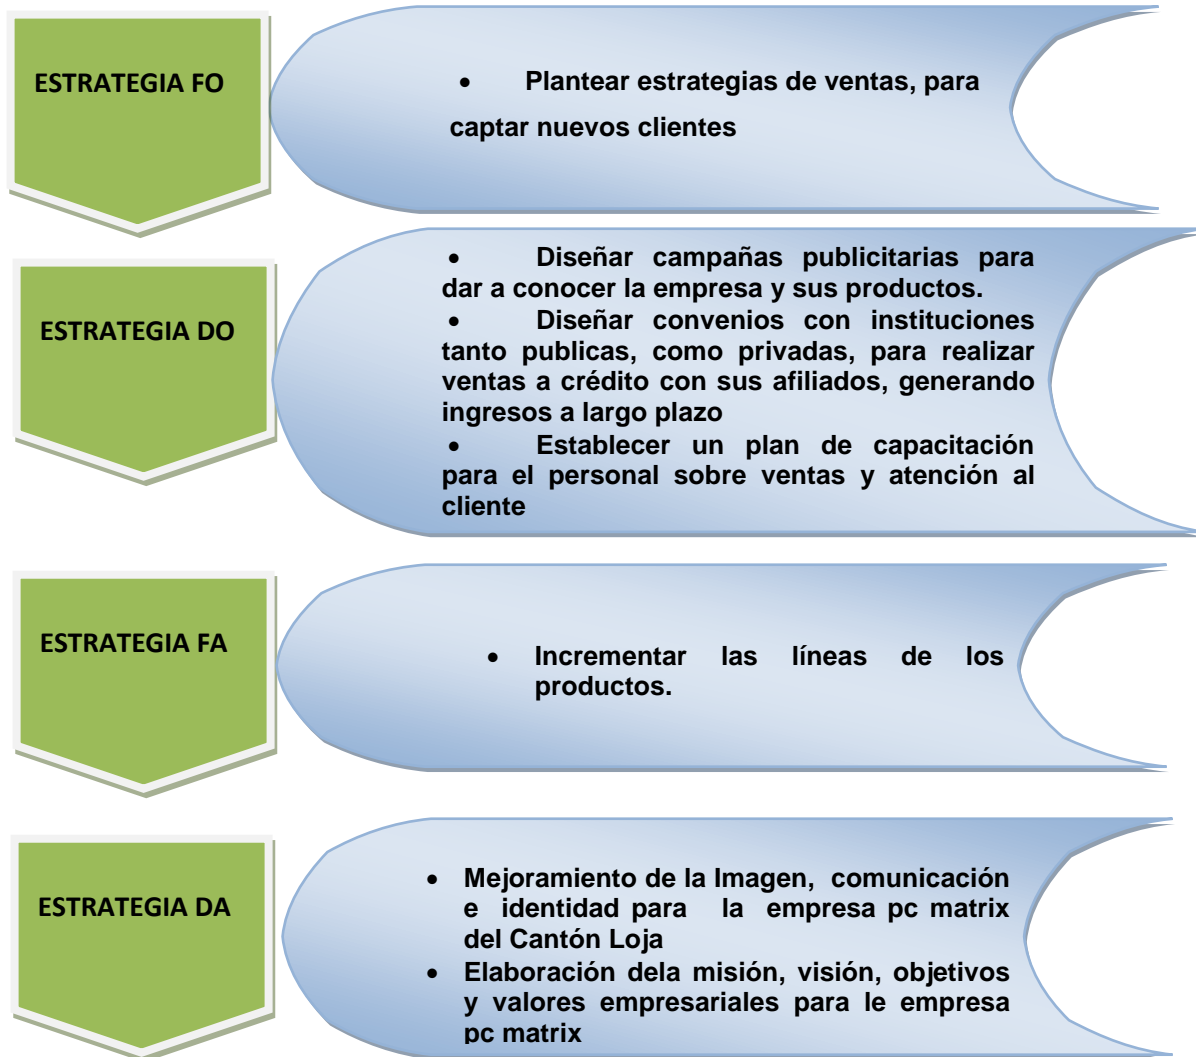 ESTRATEGIA FO
• Plantear estrategias de ventas, para
captar nuevos clientes
ESTRATEGIA DO
• Diseñar campañas publicitarias para
dar a conocer la empresa y sus productos.
• Diseñar convenios con instituciones
tanto publicas, como privadas, para realizar
ventas a crédito con sus afiliados, generando
ingresos a largo plazo
• Establecer un plan de capacitación
para el personal sobre ventas y atención al
cliente
ESTRATEGIA FA
• Incrementar las líneas de los
productos.
ESTRATEGIA DA
• Mejoramiento de la Imagen, comunicación
e identidad para la empresa pc matrix
del Cantón Loja
• Elaboración dela misión, visión, objetivos
y valores empresariales para le empresa
pc matrix